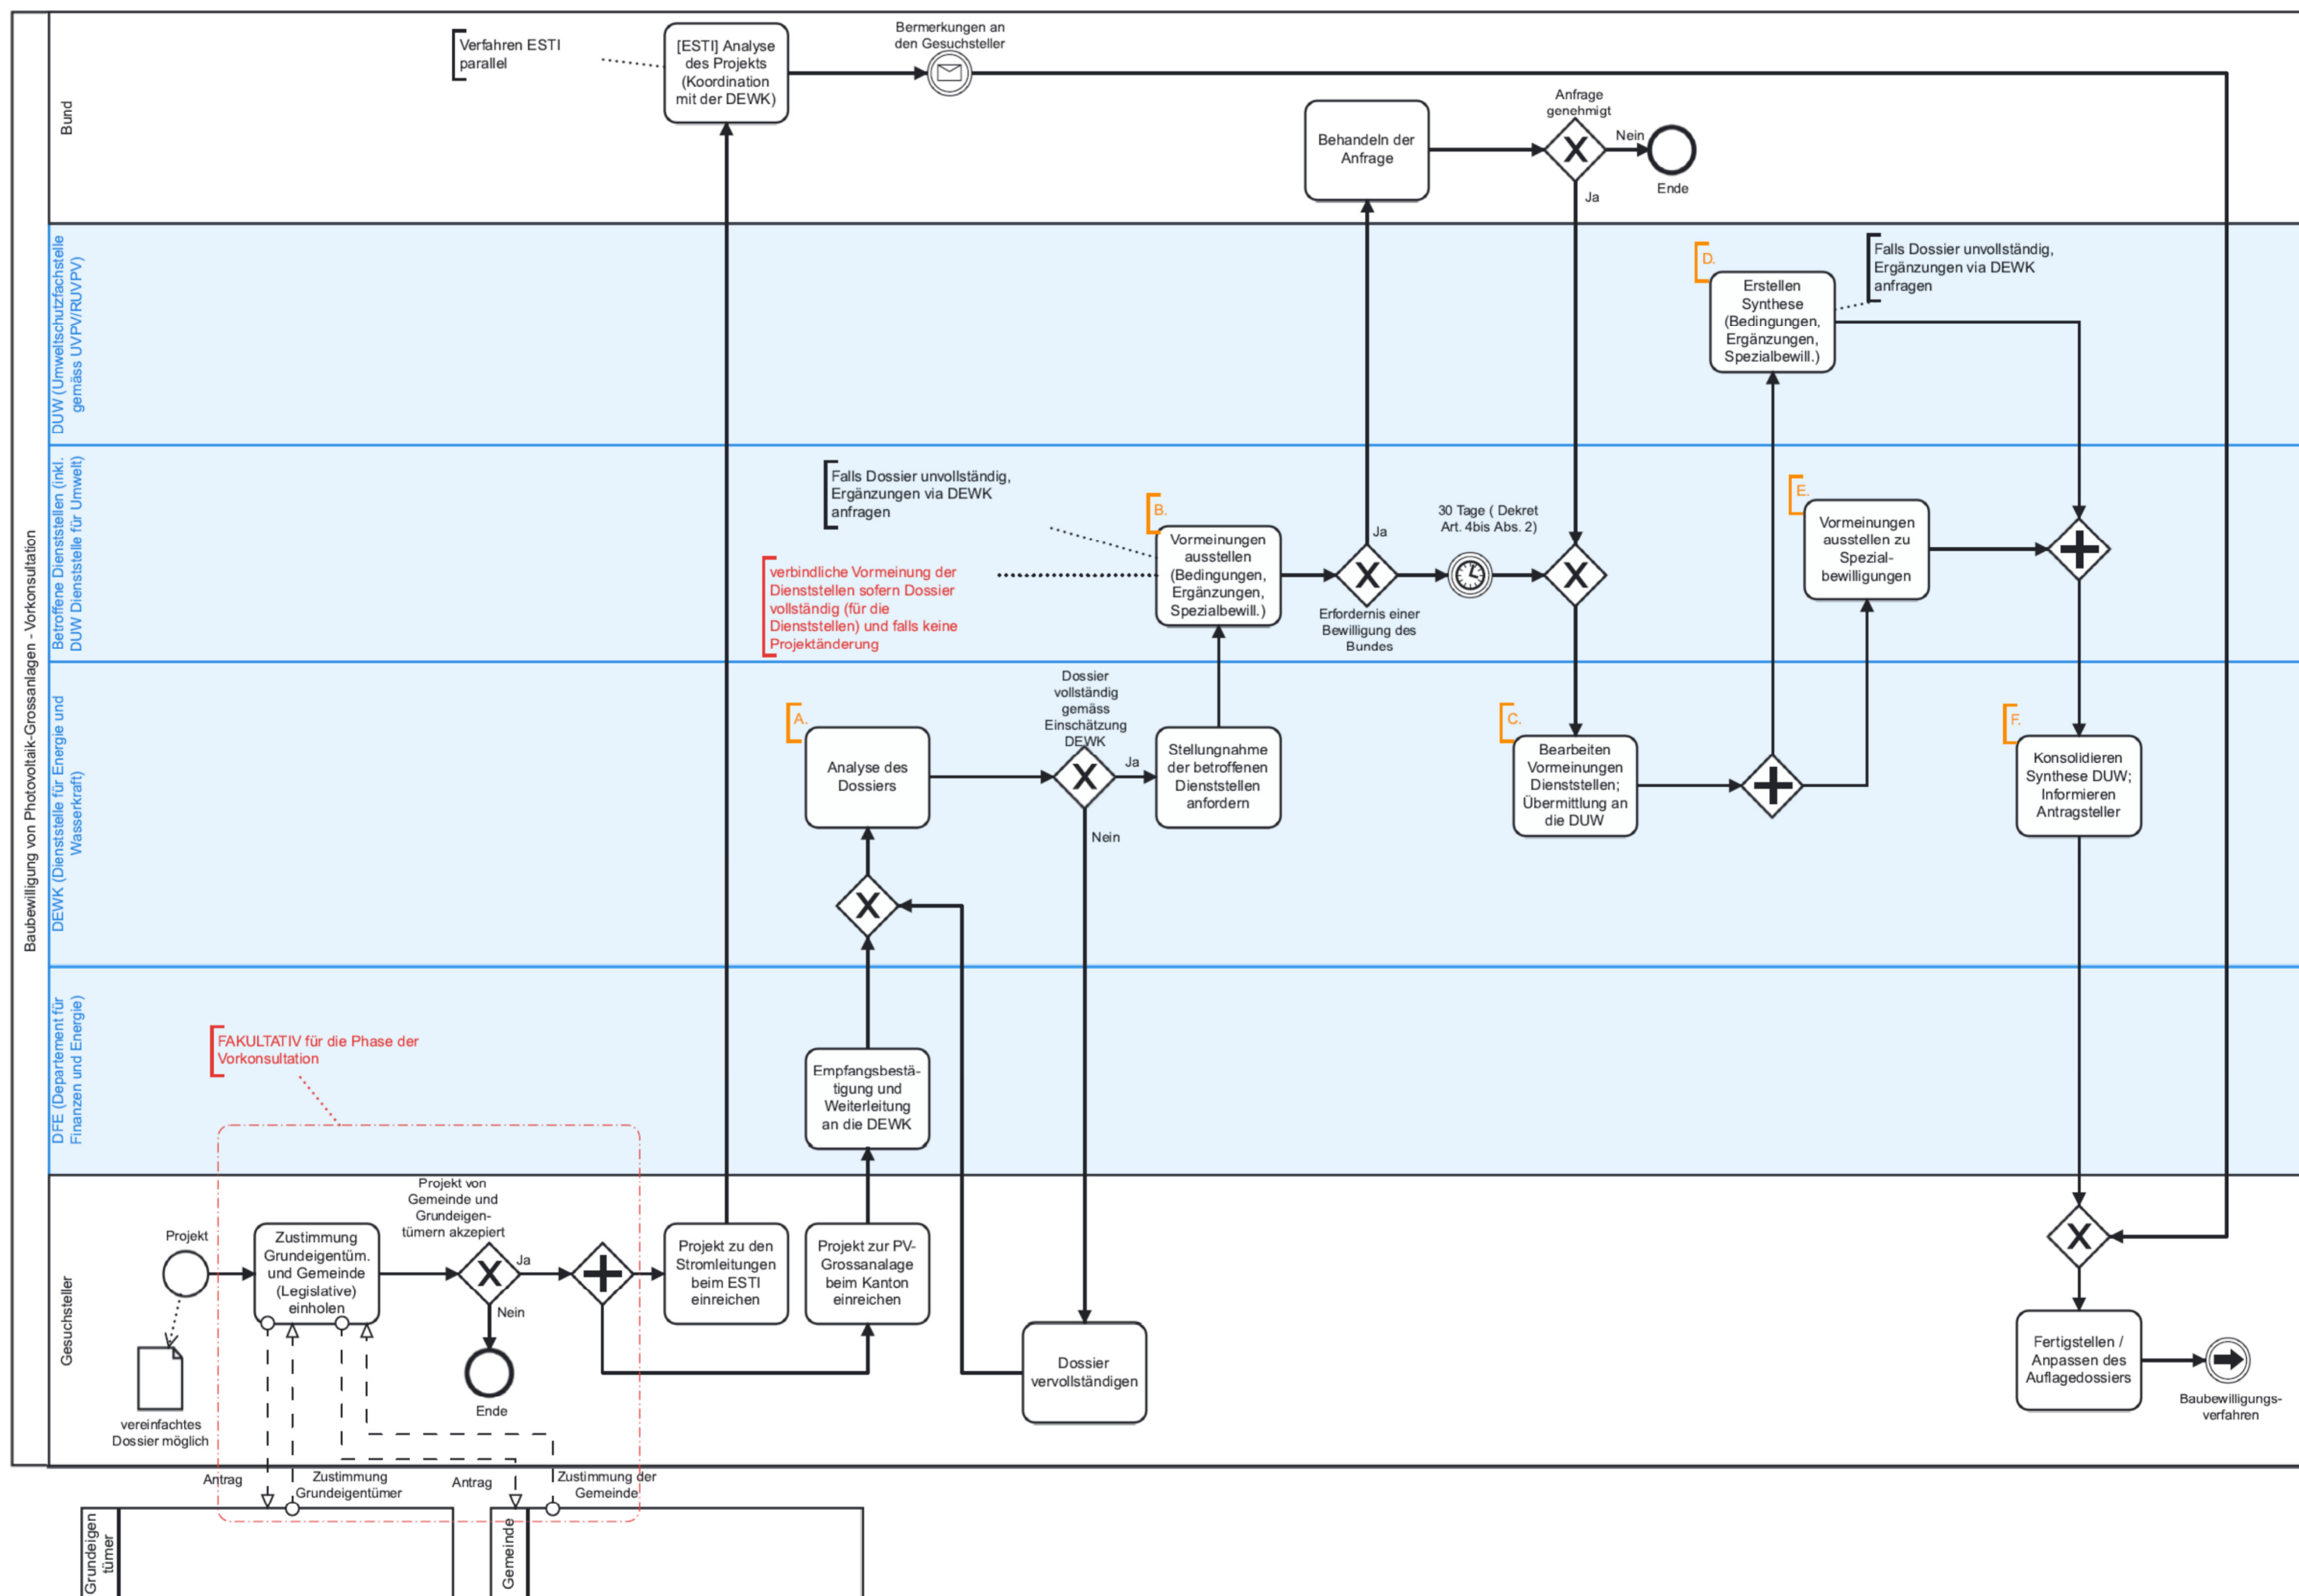 Baubewilligung von Photovoltaik-Grossanlagen - Vorkonsultation
Bund
Verfahren ESTI
parallel
[ESTI] Analyse
des Projekts
(Koordination
mit der DEWK)
Bermerkungen an
den Gesuchsteller
Behandeln der
Anfrage
Anfrage
genehmigt
Nein
Ende
Ja
DUW (Umweltschutzfachstelle
gemäss UVPV/RUVPV)
D.
Erstellen
Synthese
(Bedingungen,
Ergänzungen,
Spezialbewill.)
Falls Dossier unvollständig,
Ergänzungen via DEWK
anfragen
Betroffene Dienststellen (inkl.
DUW Dienststelle für Umwelt)
Falls Dossier unvollständig,
Ergänzungen via DEWK
anfragen
verbindliche Vormeinung der
Dienststellen sofern Dossier
vollständig (für die
Dienststellen) und falls keine
Projektänderung
B.
Vormeinungen
ausstellen
(Bedingungen,
Ergänzungen,
Spezialbewill.)
Ja
Erfordernis einer
Bewilligung des
Bundes
30 Tage ( Dekret
Art. 4bis Abs. 2)
E.
Vormeinungen
ausstellen zu
Spezial-
bewilligungen
DEWK (Dienststelle für Energie und
Wasserkraft)
A.
Analyse des
Dossiers
Dossier
vollständig
gemäss
Einschätzung
DEWK
Ja
Nein
Stellungnahme
der betroffenen
Dienststellen
anfordern
C.
Bearbeiten
Vormeinungen
Dienststellen;
Übermittlung an
die DUW
F.
Konsolidieren
Synthese DUW;
Informieren
Antragsteller
DFE (Departement für
Finanzen und Energie)
FAKULTATIV für die Phase der
Vorkonsultation
Empfangsbestä-
tigung und
Weiterleitung
an die DEWK
Gesuchsteller
Projekt
vereinfachtes
Dossier möglich
Zustimmung
Grundeigentüm.
und Gemeinde
(Legislative)
einholen
Projekt von
Gemeinde und
Grundeigen-
tümern akzepiert
Ja
Nein
Ende
Projekt zu den
Stromleitungen
beim ESTI
einreichen
Projekt zur PV-
Grossanalage
beim Kanton
einreichen
Dossier
vervollständigen
Fertigstellen /
Anpassen des
Auflagedossiers
Baubewilligungs-
verfahren
Antrag
Zustimmung
Grundeigentümer
Antrag
Zustimmung der
Gemeinde
Grundeigen
tümer
Gemeinde